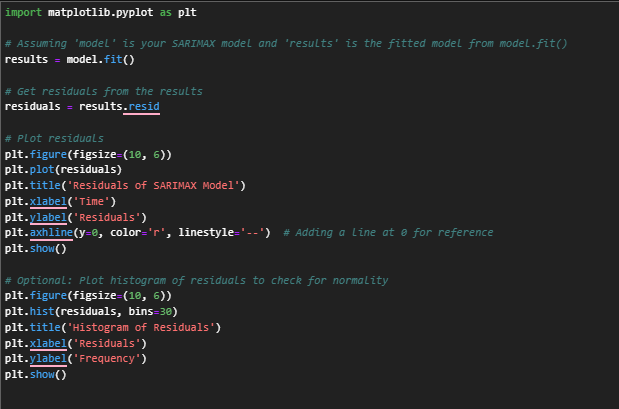 import matplotlib.pyplot as plt
# Assuming 'model' is your SARIMAX model and 'results' is the fitted model from model.fit()
results = model.fit()
# Get residuals from the results
residuals = results.resid
# Plot residuals
plt.figure(figsize=(10, 6))
plt.plot(residuals)
plt.title('Residuals of SARIMAX Model')
plt.xlabel('Time')
plt.ylabel('Residuals')
plt.axhline(y=0, color='r', linestyle='--')  # Adding a line at 0 for reference
plt.show()
# Optional: Plot histogram of residuals to check for normality
plt.figure(figsize=(10, 6))
plt.hist(residuals, bins=30)
plt.title('Histogram of Residuals')
plt.xlabel('Residuals')
plt.ylabel('Frequency')
plt.show()